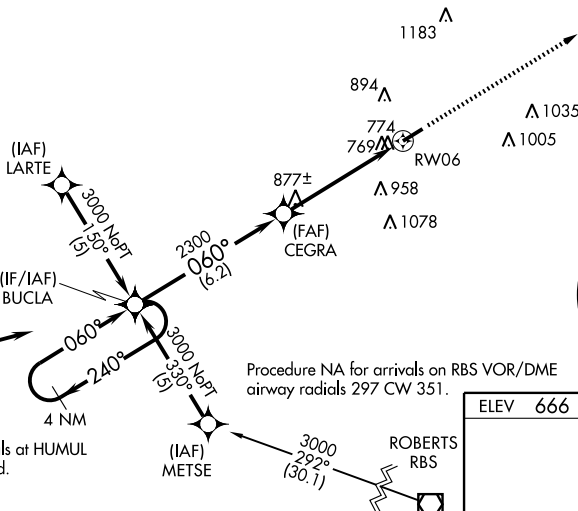 1183
894
774
769
1035
1005
RW06
(IAF)
LARTE
877±
958
1078
3000 NoPT
150°
(5)
(FAF)
CEGRA
2300
060°
(6.2)
(IF/IAF)
BUCLA
060°
240°
3000 NoPT
330°
(5)
4 NM
Procedure NA for arrivals on RBS VOR/DME
airway radials 297 CW 351.
ELEV 666
ls at HUMUL
d.
(IAF)
METSE
3000
292°
(30.1)
ROBERTS
RBS